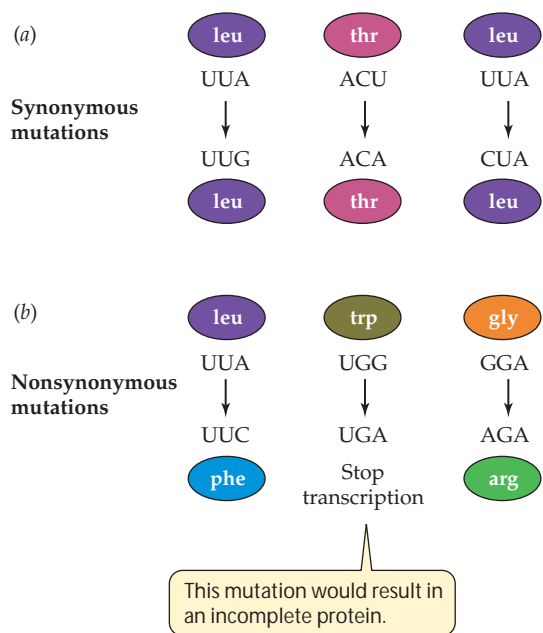 (a)
leu thr leu
UUA ACU UUA
Synonymous
mutations
UUG ACA CUA
leu thr leu
(b)
leu trp gly
UUA UGG GGA
Nonsynonymous
mutations
UUC UGA AGA
phe Stop arg
transcription
This mutation would result in
an incomplete protein.